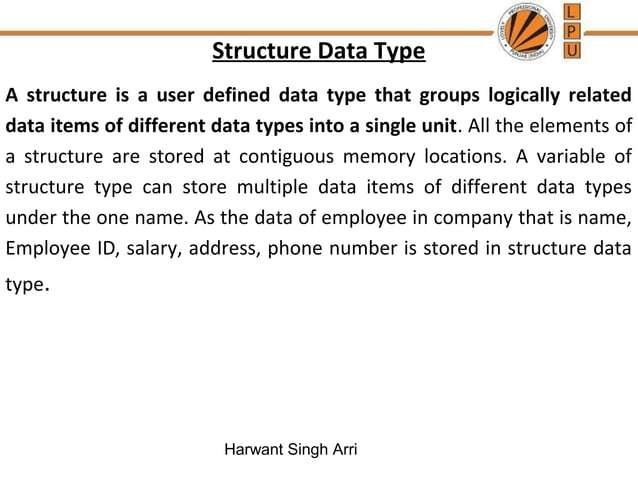 L
P
U
LOVELY PROFESSIONAL UNIVERSITY
Structure Data Type
A structure is a user defined data type that groups logically related
data items of different data types into a single unit. All the elements of
a structure are stored at contiguous memory locations. A variable of
structure type can store multiple data items of different data types
under the one name. As the data of employee in company that is name,
Employee ID, salary, address, phone number is stored in structure data
type.
Harwant Singh Arri